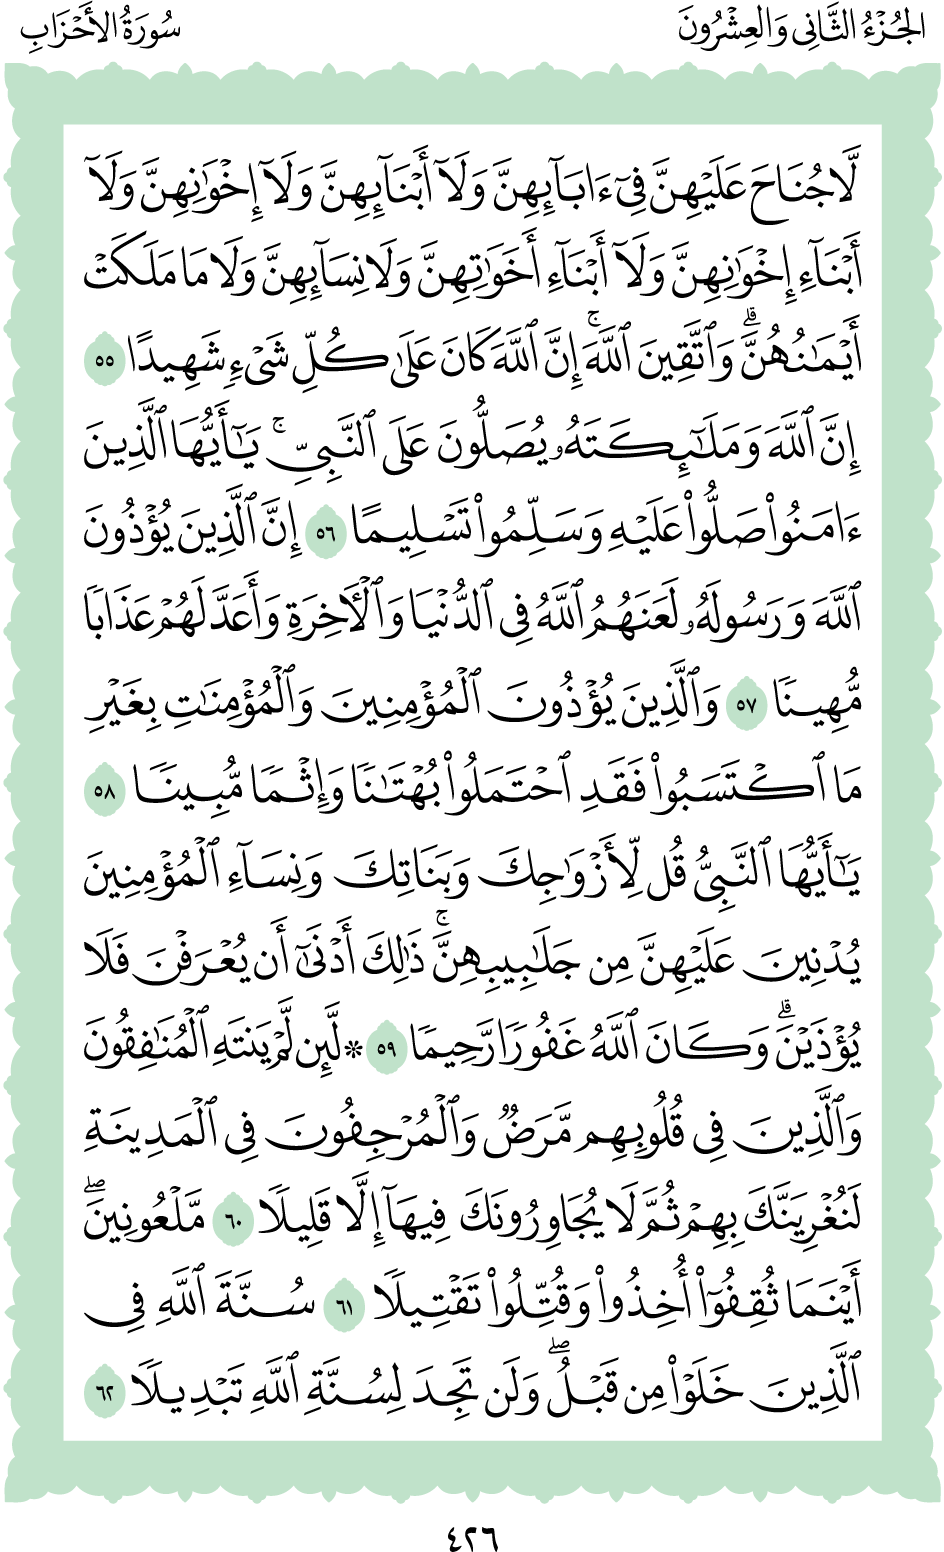 الجُزْءُ الثَّانِي وَالعِشْرُونَ
سُورَةُ الأَحْزَابِ
لَّا جُنَاحَ عَلَيْهِنَّ فِىٓ ءَابَآئِهِنَّ وَلَآ أَبْنَآئِهِنَّ وَلَآ إِخْوَٰنِهِنَّ وَلَآ
أَبْنَآءِ إِخْوَٰنِهِنَّ وَلَآ أَبْنَآءِ أَخَوَٰتِهِنَّ وَلَا نِسَآئِهِنَّ وَلَا مَا مَلَكَتْ
أَيْمَٰنُهُنَّۗ وَٱتَّقِينَ ٱللَّهَۚ إِنَّ ٱللَّهَ كَانَ عَلَىٰ كُلِّ شَىْءٍ شَهِيدًا ٥٥
إِنَّ ٱللَّهَ وَمَلَٰٓئِكَتَهُۥ يُصَلُّونَ عَلَى ٱلنَّبِىِّۚ يَٰٓأَيُّهَا ٱلَّذِينَ
ءَامَنُوا۟ صَلُّوا۟ عَلَيْهِ وَسَلِّمُوا۟ تَسْلِيمًا ٥٦ إِنَّ ٱلَّذِينَ يُؤْذُونَ
ٱللَّهَ وَرَسُولَهُۥ لَعَنَهُمُ ٱللَّهُ فِى ٱلدُّنْيَا وَٱلْءَاخِرَةِ وَأَعَدَّ لَهُمْ عَذَابًا
مُّهِينًا ٥٧ وَٱلَّذِينَ يُؤْذُونَ ٱلْمُؤْمِنِينَ وَٱلْمُؤْمِنَٰتِ بِغَيْرِ
مَا ٱكْتَسَبُوا۟ فَقَدِ ٱحْتَمَلُوا۟ بُهْتَٰنًا وَإِثْمًا مُّبِينًا ٥٨
يَٰٓأَيُّهَا ٱلنَّبِىُّ قُل لِّأَزْوَٰجِكَ وَبَنَاتِكَ وَنِسَآءِ ٱلْمُؤْمِنِينَ
يُدْنِينَ عَلَيْهِنَّ مِن جَلَٰبِيبِهِنَّۚ ذَٰلِكَ أَدْنَىٰٓ أَن يُعْرَفْنَ فَلَا
يُؤْذَيْنَۗ وَكَانَ ٱللَّهُ غَفُورًا رَّحِيمًا ٥٩ * لَّئِن لَّمْ يَنتَهِ ٱلْمُنَٰفِقُونَ
وَٱلَّذِينَ فِى قُلُوبِهِم مَّرَضٌ وَٱلْمُرْجِفُونَ فِى ٱلْمَدِينَةِ
لَنُغْرِيَنَّكَ بِهِمْ ثُمَّ لَا يُجَاوِرُونَكَ فِيهَآ إِلَّا قَلِيلًا ٦٠ مَّلْعُونِينَۖ
أَيْنَمَا ثُقِفُوٓا۟ أُخِذُوا۟ وَقُتِّلُوا۟ تَقْتِيلًا ٦١ سُنَّةَ ٱللَّهِ فِى
ٱلَّذِينَ خَلَوْا۟ مِن قَبْلُۖ وَلَن تَجِدَ لِسُنَّةِ ٱللَّهِ تَبْدِيلًا ٦٢
٤٢٦